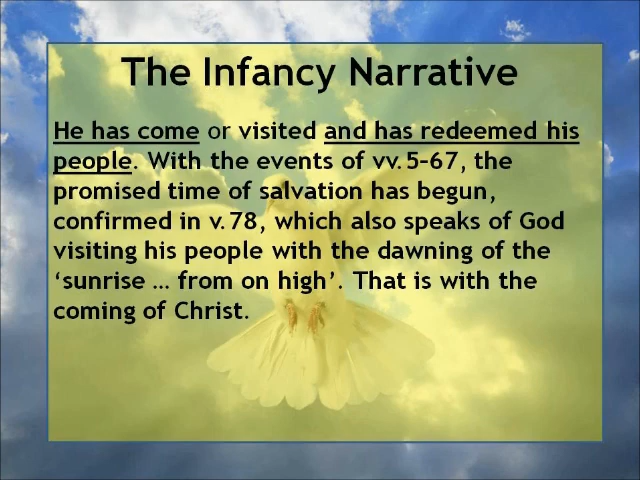 The Infancy Narrative
He has come or visited and has redeemed his
people. With the events of vv.5–67, the
promised time of salvation has begun,
confirmed in v.78, which also speaks of God
visiting his people with the dawning of the
‘sunrise … from on high’. That is with the
coming of Christ.